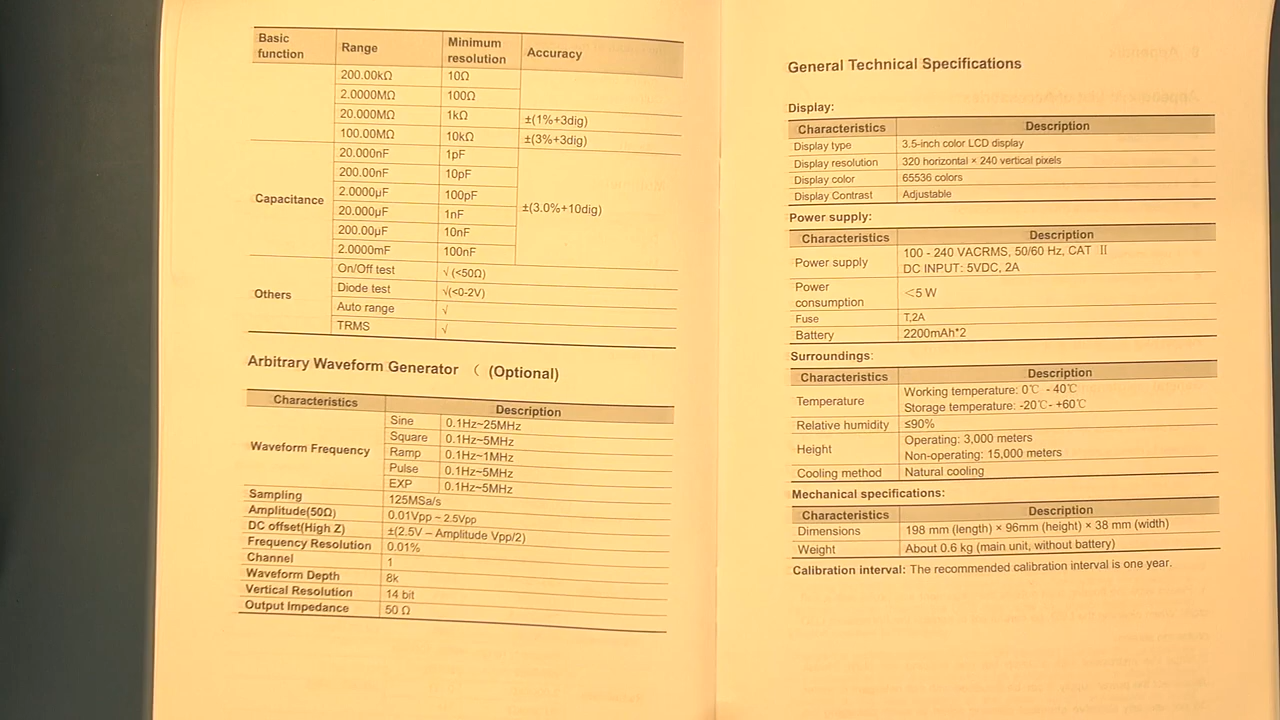 Basic function Range Minimum resolution Accuracy
200.00kΩ 10Ω
2.0000MΩ 100Ω
20.000MΩ 1kΩ ±(1%+3dig)
100.00MΩ 10kΩ ±(3%+3dig)
Capacitance 20.000nF 1pF ±(3.0%+10dig)
200.00nF 10pF
2.0000µF 100pF
20.000µF 1nF
200.00µF 10nF
2.0000mF 100nF
Others On/Off test √ (<50Ω)
Diode test √(<0-2V)
Auto range √
TRMS √
Arbitrary Waveform Generator （ (Optional)
Characteristics Description
Waveform Frequency Sine 0.1Hz~25MHz
Square 0.1Hz~5MHz
Ramp 0.1Hz~1MHz
Pulse 0.1Hz~5MHz
EXP 0.1Hz~5MHz
Sampling 125MSa/s
Amplitude(50Ω) 0.01Vpp ~ 2.5Vpp
DC offset(High Z) ±(2.5V – Amplitude Vpp/2)
Frequency Resolution 0.01%
Channel 1
Waveform Depth 8k
Vertical Resolution 14 bit
Output Impedance 50 Ω
General Technical Specifications
Display:
Characteristics Description
Display type 3.5-inch color LCD display
Display resolution 320 horizontal × 240 vertical pixels
Display color 65536 colors
Display Contrast Adjustable
Power supply:
Characteristics Description
Power supply 100 - 240 VACRMS, 50/60 Hz, CAT Ⅱ
DC INPUT: 5VDC, 2A
Power consumption ＜5 W
Fuse T,2A
Battery 2200mAh*2
Surroundings:
Characteristics Description
Temperature Working temperature: 0℃ - 40℃
Storage temperature: -20℃- +60℃
Relative humidity ≤90%
Height Operating: 3,000 meters
Non-operating: 15,000 meters
Cooling method Natural cooling
Mechanical specifications:
Characteristics Description
Dimensions 198 mm (length) × 96mm (height) × 38 mm (width)
Weight About 0.6 kg (main unit, without battery)
Calibration interval: The recommended calibration interval is one year.